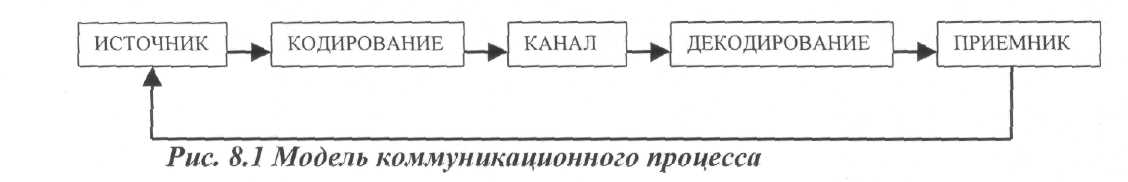 ИСТОЧНИК КОДИРОВАНИЕ КАНАЛ ДЕКОДИРОВАНИЕ ПРИЕМНИК
Рис. 8.1 Модель коммуникационного процесса